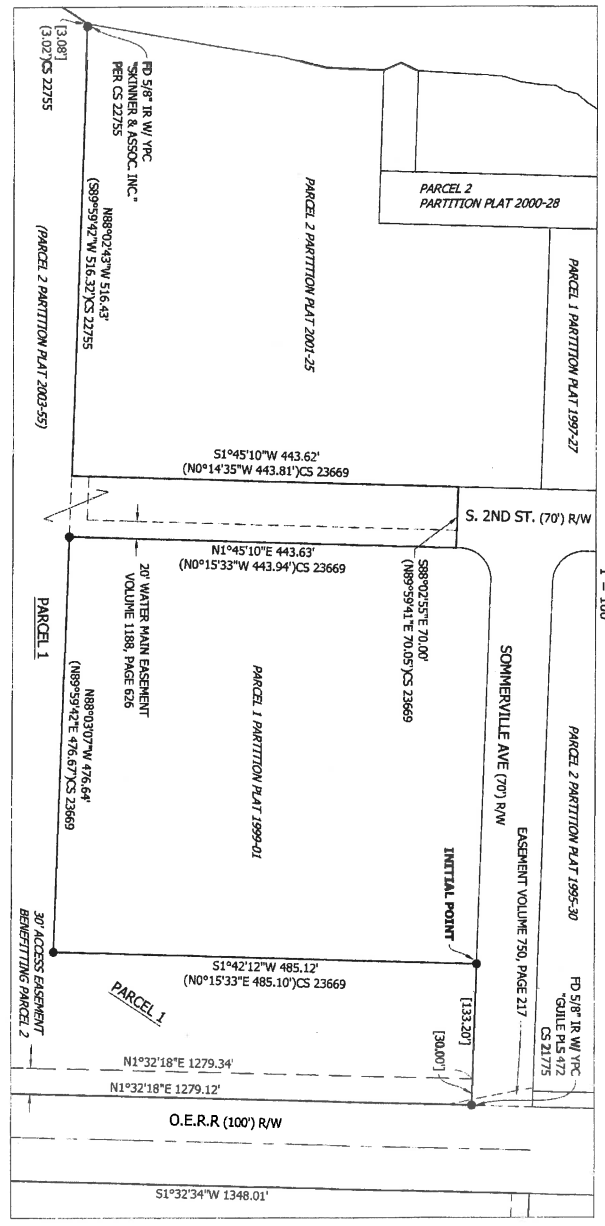 [3.08']
(3.02')CS 22755
FD 5/8" IR W/ YPC
"SKINNER & ASSOC. INC."
PER CS 22755
N88°02'43"W 516.43'
(S89°59'42"W 516.32')CS 22755
(PARCEL 2 PARTITION PLAT 2003-55)
PARCEL 2 PARTITION PLAT 2001-25
PARCEL 2
PARTITION PLAT 2000-28
PARCEL 1 PARTITION PLAT 1997-27
S1°45'10"W 443.62'
(N0°14'35"W 443.81')CS 23669
S. 2ND ST. (70') R/W
N1°45'10"E 443.63'
(N0°15'33"W 443.94')CS 23669
S88°02'55"E 70.00'
(N89°59'41"E 70.05')CS 23669
20' WATER MAIN EASEMENT
VOLUME 1188, PAGE 626
PARCEL 1
N88°03'07"W 476.64'
(N89°59'42"E 476.67')CS 23669
PARCEL 1 PARTITION PLAT 1999-01
SOMMERVILLE AVE (70') R/W
1" = 100'
PARCEL 2 PARTITION PLAT 1995-30
EASEMENT VOLUME 750, PAGE 217
INITIAL POINT
FD 5/8" IR W/ YPC
"GUILE PLS 472
CS 21775
S1°42'12"W 485.12'
(N0°15'33"E 485.10')CS 23669
[133.20']
[30.00']
PARCEL 1
30' ACCESS EASEMENT
BENEFITTING PARCEL 2
N1°32'18"E 1279.34'
N1°32'18"E 1279.12'
O.E.R.R (100') R/W
S1°32'34"W 1348.01'